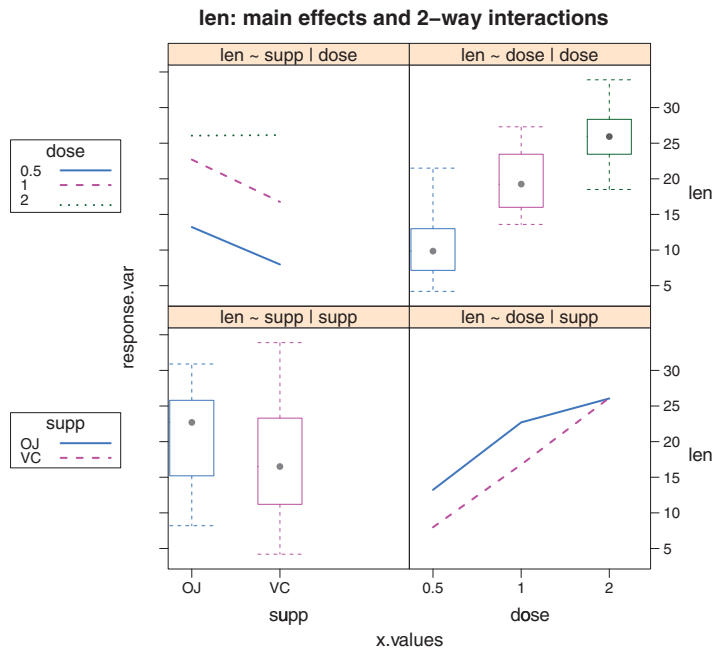 len: main effects and 2−way interactions
len ~ supp | dose
len ~ dose | dose
dose
0.5
1
2
30
25
20
15
10
5
len
response.var
len ~ supp | supp
len ~ dose | supp
supp
OJ
VC
30
25
20
15
10
5
len
OJ
VC
0.5
1
2
supp
dose
x.values